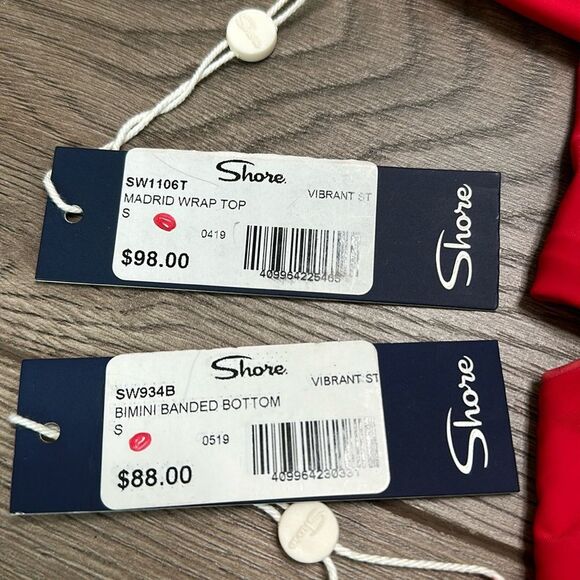 Shore.
SW1106T
VIBRANT ST
MADRID WRAP TOP
S
0419
$98.00
409964225465
Shore
Shore.
SW934B
VIBRANT ST
BIMINI BANDED BOTTOM
S
0519
$88.00
Shore